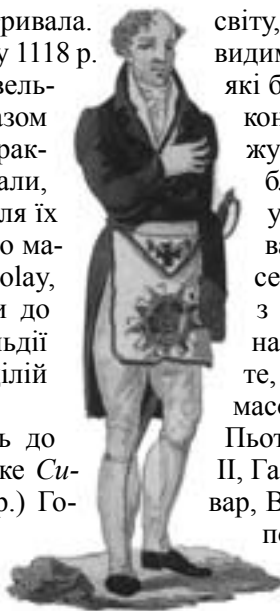 ривала.
у 1118 р.
вель-
азом
рак-
али,
ля їх
о ма-
olay,
и до
ьдії
ілій
ь до
ке Си-
р.) Го-
світу,
видим
які б
кон
жу
б
у
ва
се
з
на
те,
масо
Пьот
II, Га
вар, В
по